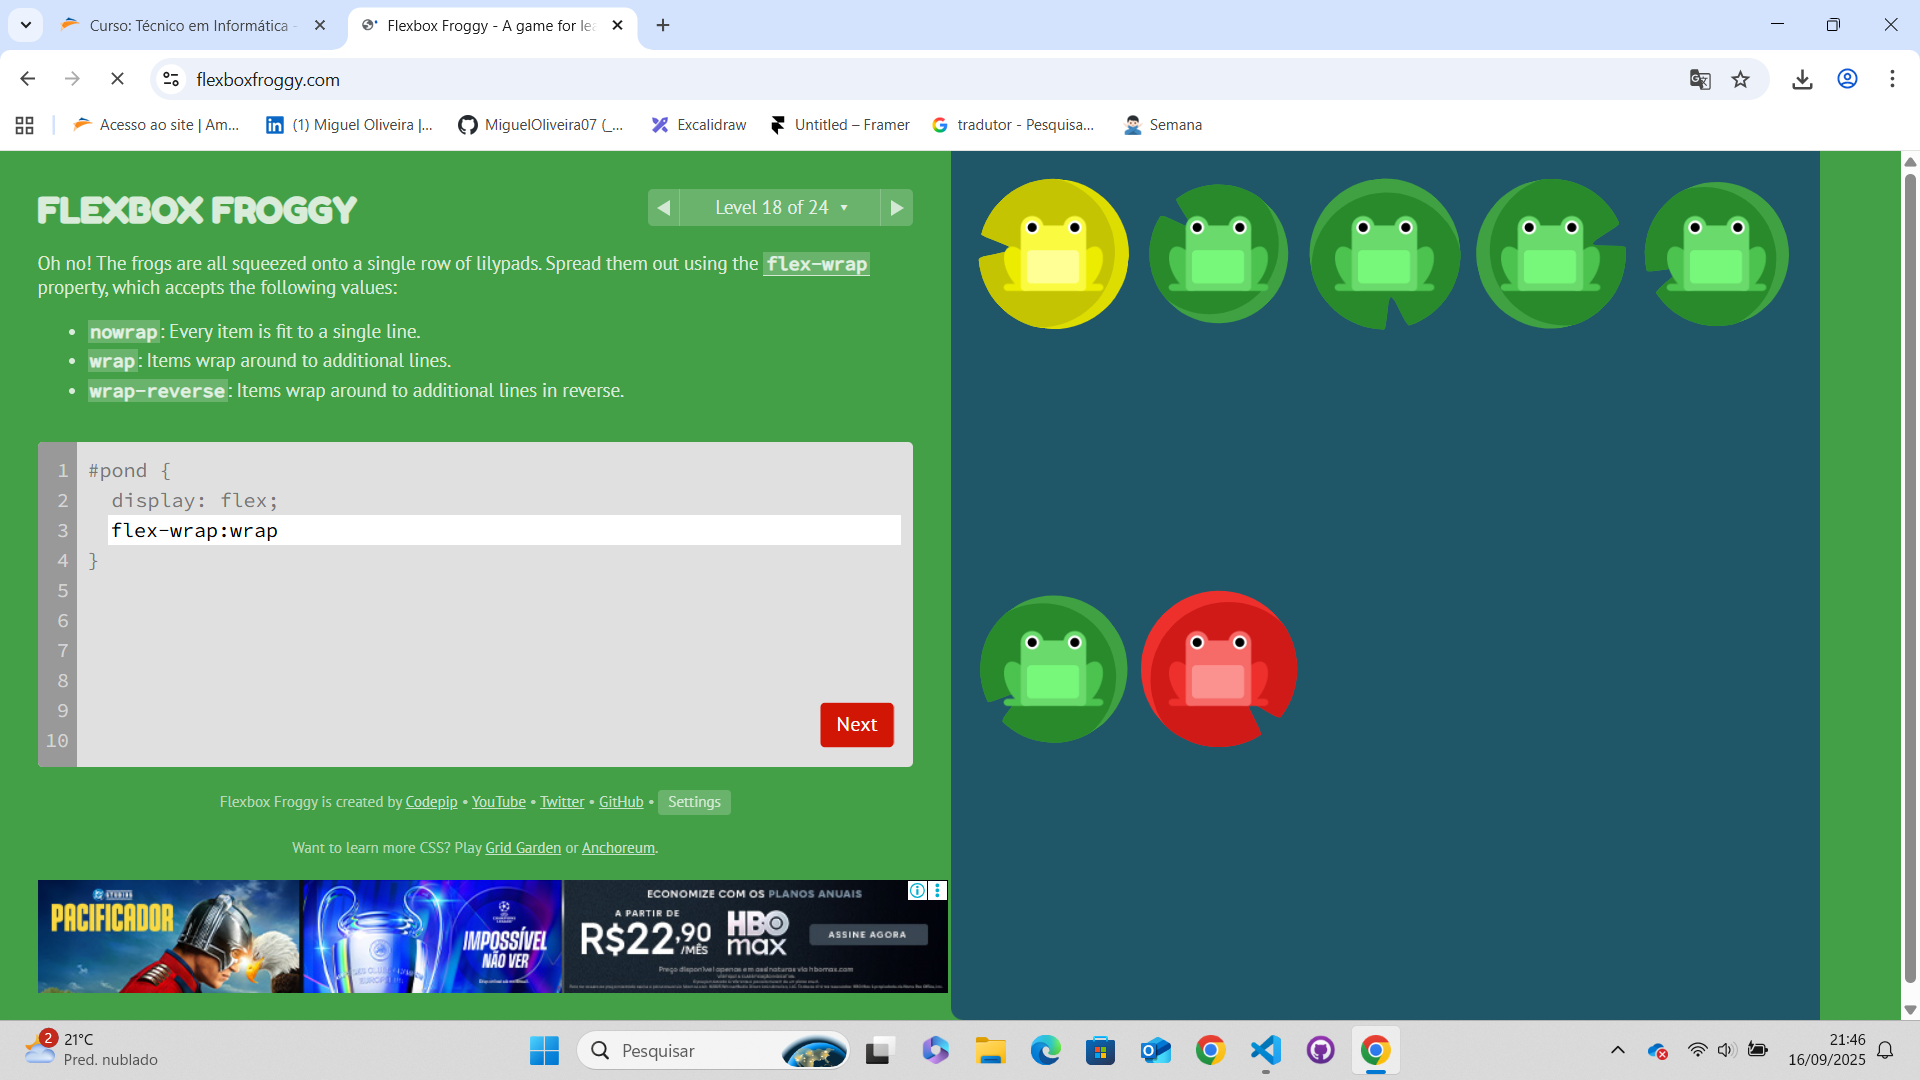 Curso: Técnico em Informática -
Flexbox Froggy - A game for lea
flexboxfroggy.com
Acesso ao site | Am...
(1) Miguel Oliveira |...
MiguelOliveira07 (_...
Excalidraw
Untitled – Framer
tradutor - Pesquisa...
Semana
FLEXBOX FROGGY
Level 18 of 24
Oh no! The frogs are all squeezed onto a single row of lilypads. Spread them out using the flex-wrap
property, which accepts the following values:
• nowrap: Every item is fit to a single line.
• wrap: Items wrap around to additional lines.
• wrap-reverse: Items wrap around to additional lines in reverse.
1 #pond {
2 display: flex;
3 flex-wrap:wrap
4 }
5
6
7
8
9
10
Next
Flexbox Froggy is created by Codepip • YouTube • Twitter • GitHub • Settings
Want to learn more CSS? Play Grid Garden or Anchoreum.
STUDIOS
PACIFICADOR
IMPOSSÍVEL
NÃO VER
ECONOMIZE COM OS PLANOS ANUAIS
A PARTIR DE
R$22,90
/MÊS
HBO
max
ASSINE AGORA
2
21°C
Pred. nublado
Pesquisar
21:46
16/09/2025